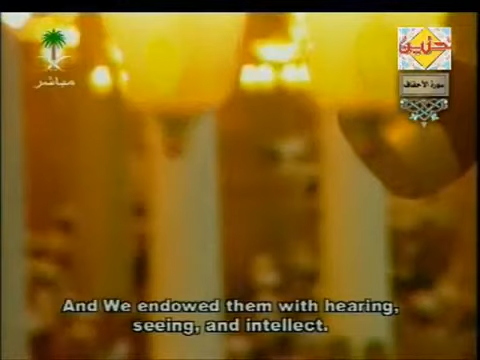 مباشر
سورة الأحقاف
And We endowed them with hearing,
seeing, and intellect.